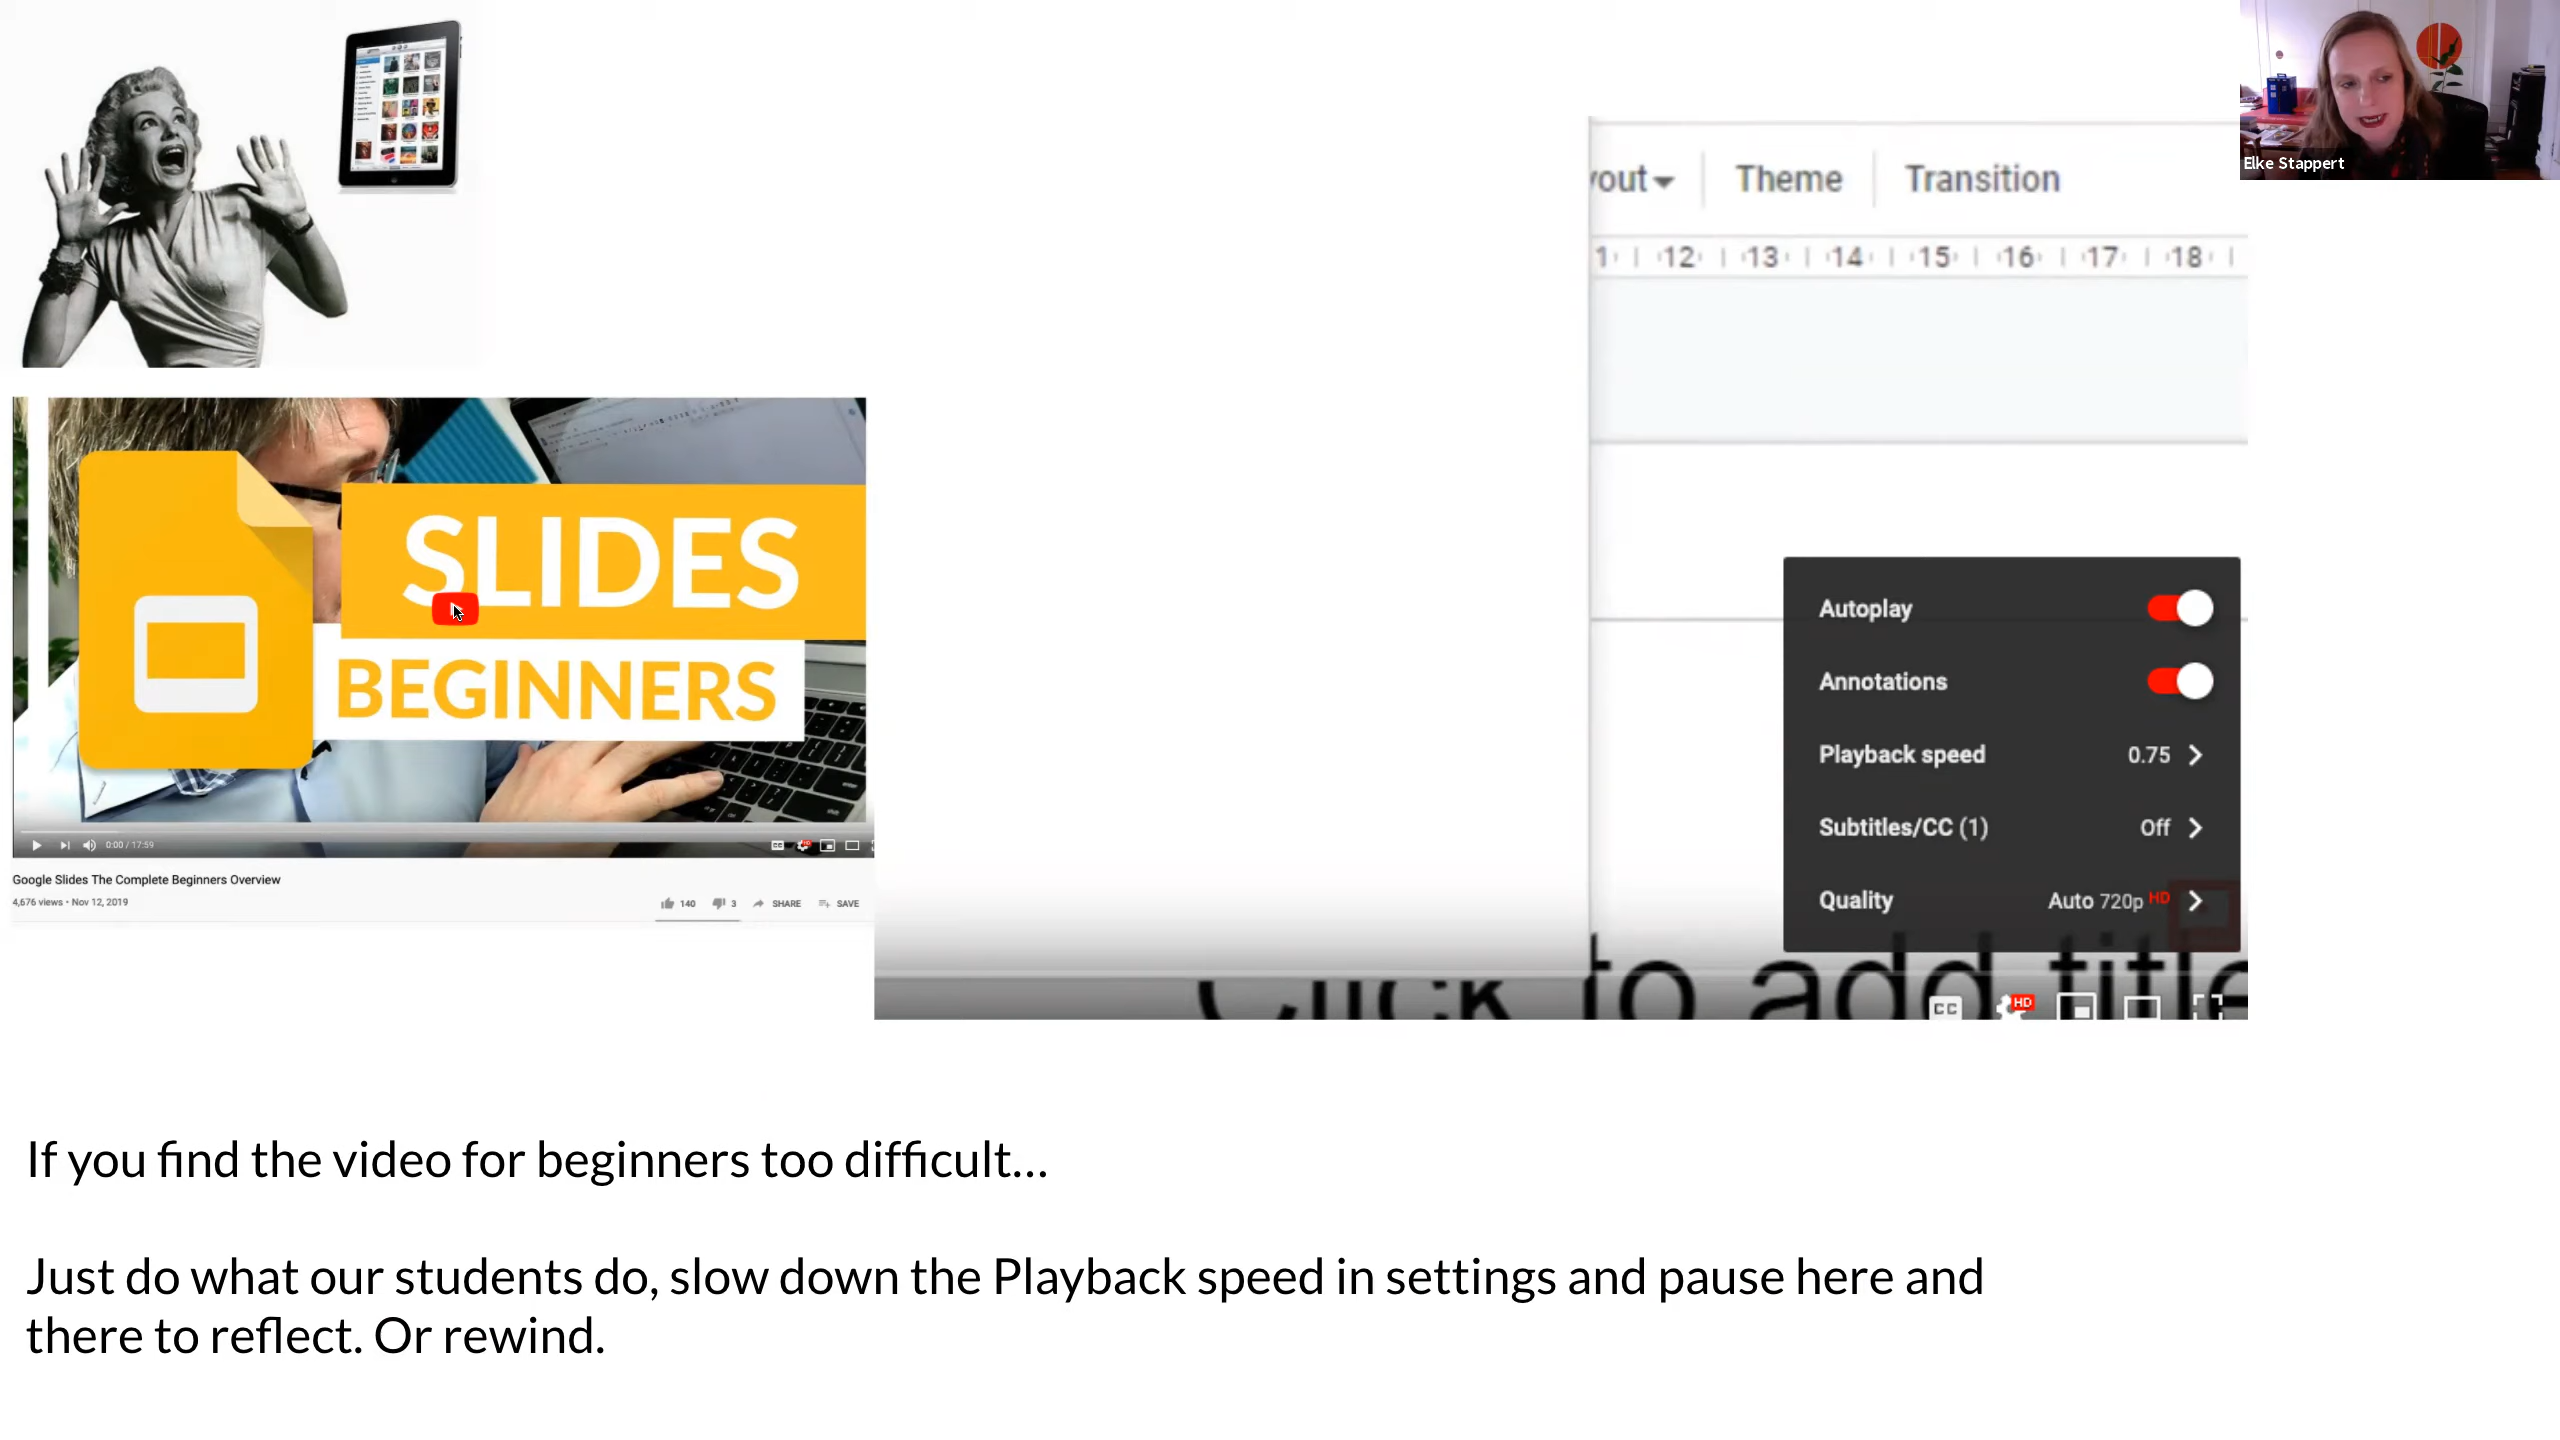 Elke Stappert
yout
Theme
Transition
12 13 14 15 16 17 18
SLIDES
BEGINNERS
0:00 / 17:59
CC
Google Slides The Complete Beginners Overview
4,676 views • Nov 12, 2019
140 3 SHARE SAVE
Autoplay
Annotations
Playback speed 0.75
Subtitles/CC (1) Off
Quality Auto 720p HD
Click to add title
CC HD
If you find the video for beginners too difficult...
Just do what our students do, slow down the Playback speed in settings and pause here and
there to reflect. Or rewind.